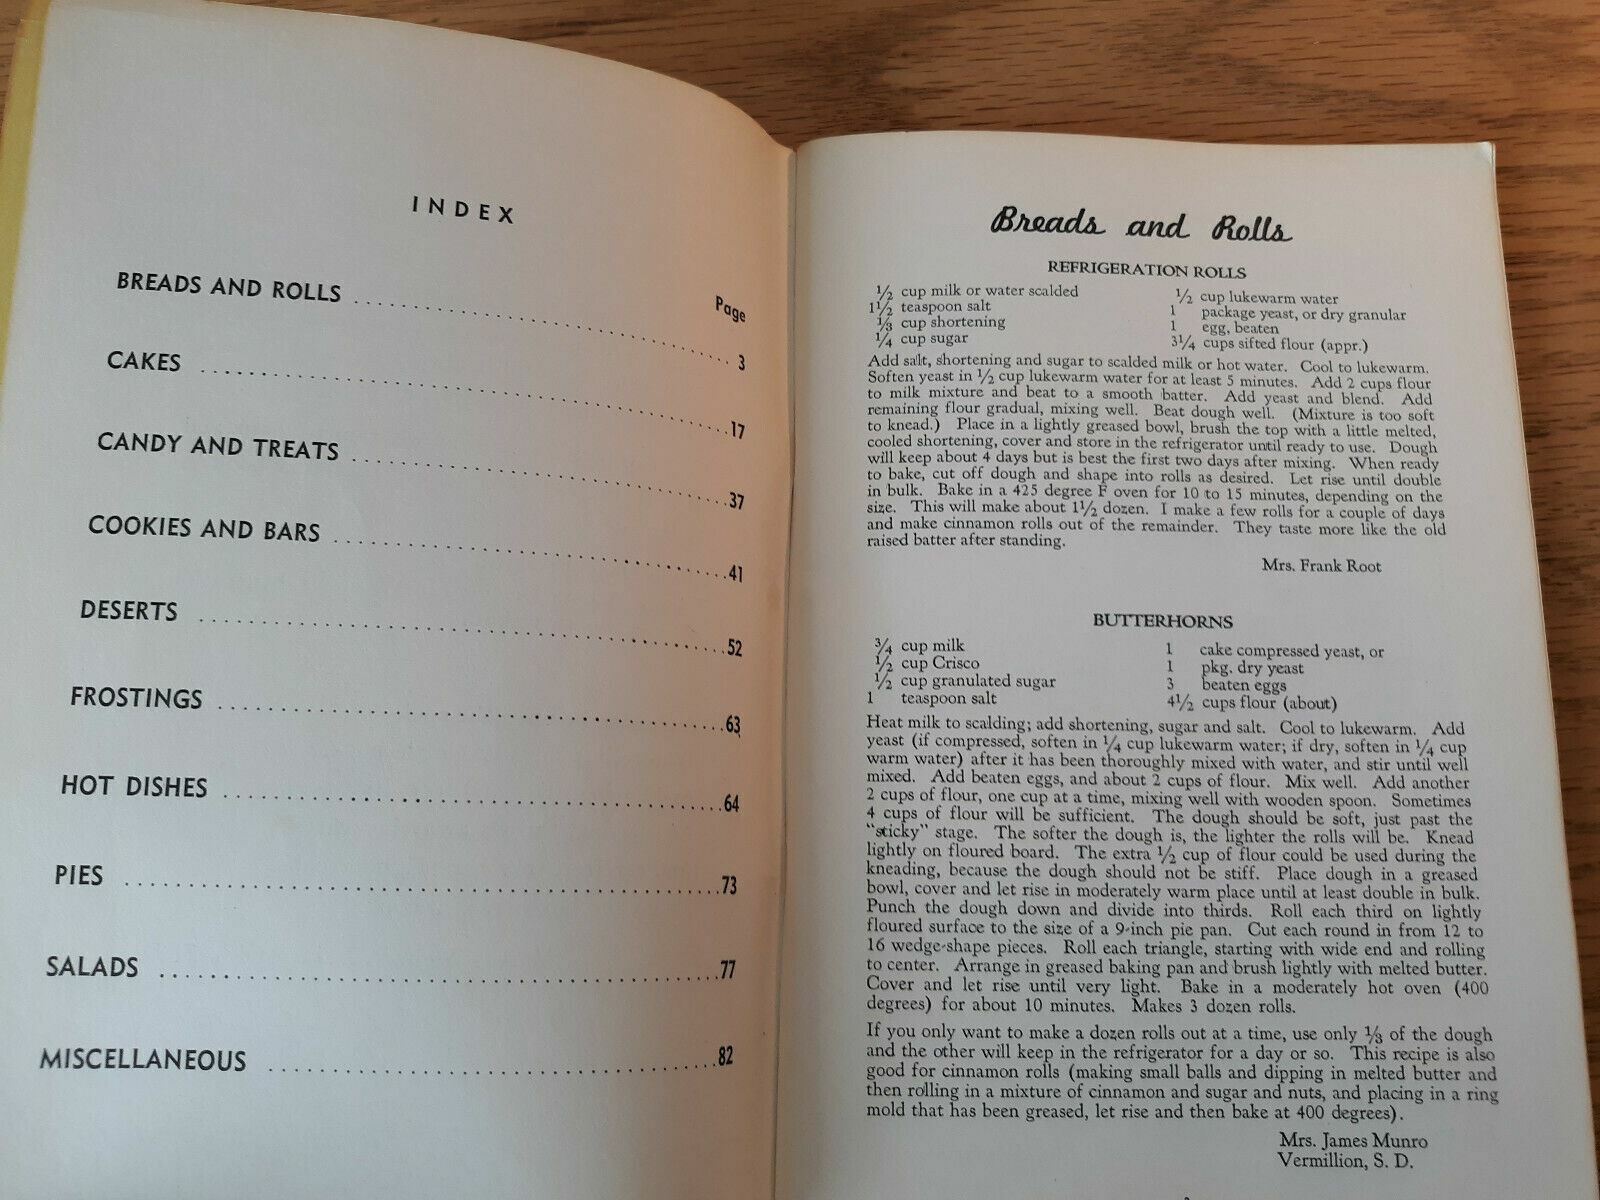 INDEX
Page
BREADS AND ROLLS 3
CAKES 17
CANDY AND TREATS 37
COOKIES AND BARS 41
DESERTS 52
FROSTINGS 63
HOT DISHES 64
PIES 73
SALADS 77
MISCELLANEOUS 82
Breads and Rolls
REFRIGERATION ROLLS
½ cup milk or water scalded
1½ teaspoon salt
⅓ cup shortening
¼ cup sugar
½ cup lukewarm water
1 package yeast, or dry granular
1 egg, beaten
3¼ cups sifted flour (appr.)
Add salt, shortening and sugar to scalded milk or hot water. Cool to lukewarm.
Soften yeast in ½ cup lukewarm water for at least 5 minutes. Add 2 cups flour
to milk mixture and beat to a smooth batter. Add yeast and blend. Add
remaining flour gradual, mixing well. Beat dough well. (Mixture is too soft
to knead.) Place in a lightly greased bowl, brush the top with a little melted,
cooled shortening, cover and store in the refrigerator until ready to use. Dough
will keep about 4 days but is best the first two days after mixing. When ready
to bake, cut off dough and shape into rolls as desired. Let rise until double
in bulk. Bake in a 425 degree F oven for 10 to 15 minutes, depending on the
size. This will make about 1½ dozen. I make a few rolls for a couple of days
and make cinnamon rolls out of the remainder. They taste more like the old
raised batter after standing.
Mrs. Frank Root
BUTTERHORNS
¾ cup milk
½ cup Crisco
½ cup granulated sugar
1 teaspoon salt
1 cake compressed yeast, or
1 pkg. dry yeast
3 beaten eggs
4½ cups flour (about)
Heat milk to scalding; add shortening, sugar and salt. Cool to lukewarm. Add
yeast (if compressed, soften in ¼ cup lukewarm water; if dry, soften in ¼ cup
warm water) after it has been thoroughly mixed with water, and stir until well
mixed. Add beaten eggs, and about 2 cups of flour. Mix well. Add another
2 cups of flour, one cup at a time, mixing well with wooden spoon. Sometimes
4 cups of flour will be sufficient. The dough should be soft, just past the
"sticky" stage. The softer the dough is, the lighter the rolls will be. Knead
lightly on floured board. The extra ½ cup of flour could be used during the
kneading, because the dough should not be stiff. Place dough in a greased
bowl, cover and let rise in moderately warm place until at least double in bulk.
Punch the dough down and divide into thirds. Roll each third on lightly
floured surface to the size of a 9-inch pie pan. Cut each round in from 12 to
16 wedge-shape pieces. Roll each triangle, starting with wide end and rolling
to center. Arrange in greased baking pan and brush lightly with melted butter.
Cover and let rise until very light. Bake in a moderately hot oven (400
degrees) for about 10 minutes. Makes 3 dozen rolls.
If you only want to make a dozen rolls out at a time, use only ⅓ of the dough
and the other will keep in the refrigerator for a day or so. This recipe is also
good for cinnamon rolls (making small balls and dipping in melted butter and
then rolling in a mixture of cinnamon and sugar and nuts, and placing in a ring
mold that has been greased, let rise and then bake at 400 degrees).
Mrs. James Munro
Vermillion, S. D.